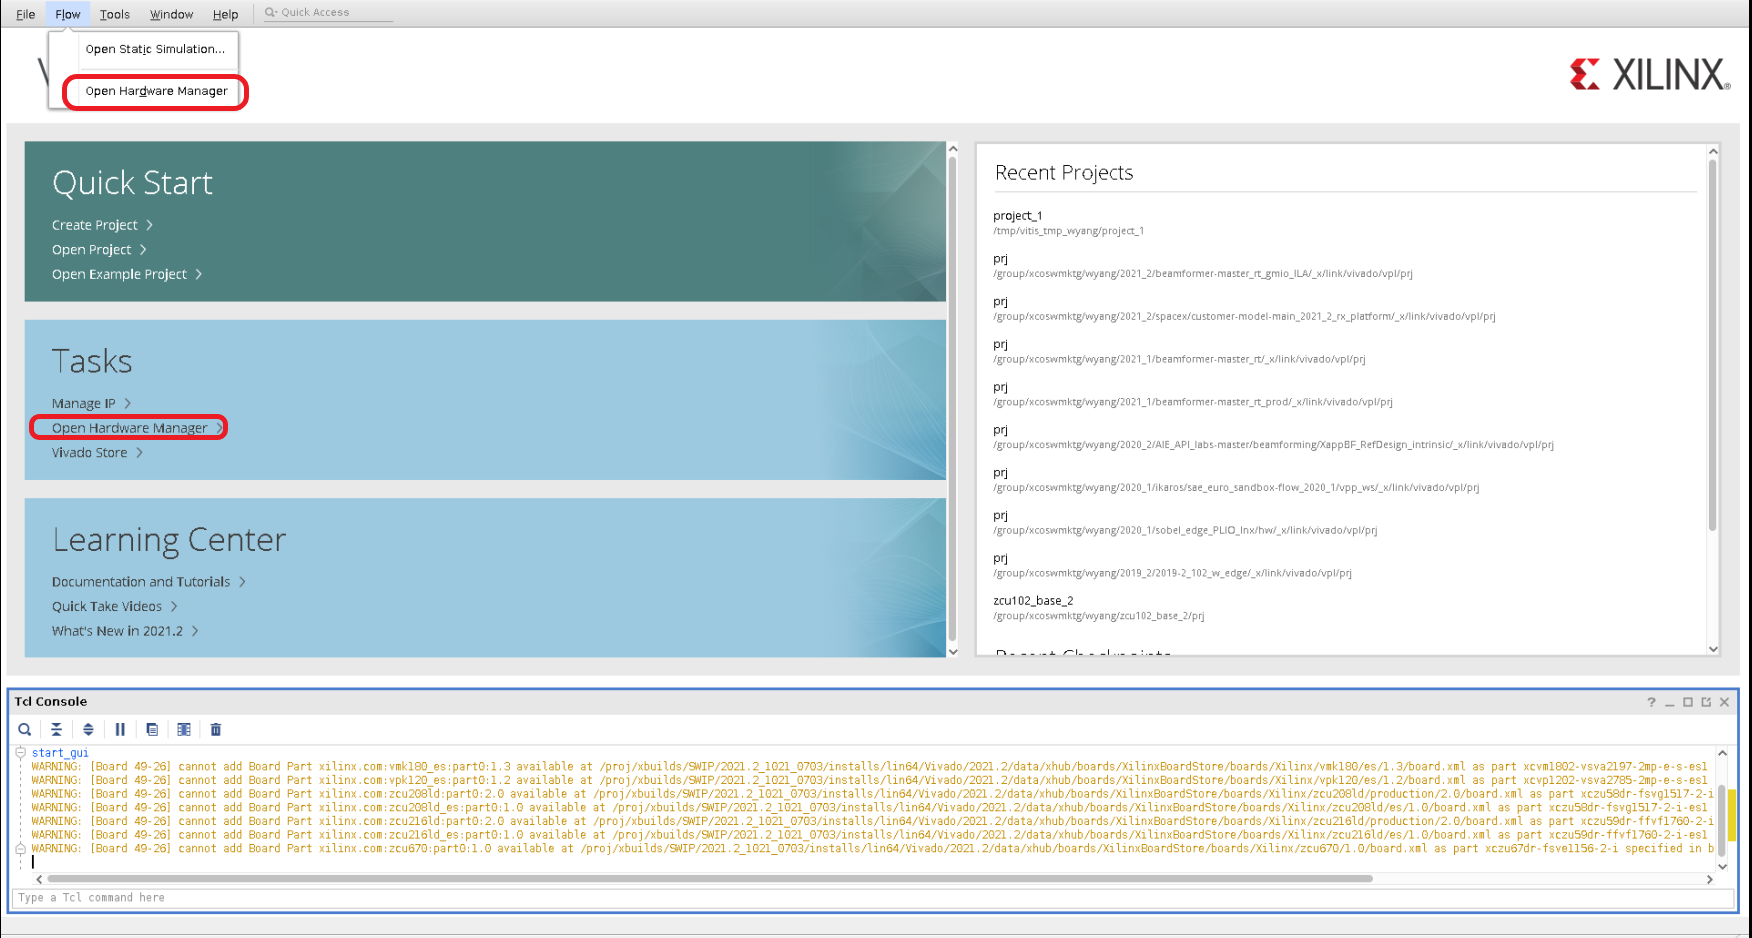 File Flow Tools Window Help Quick Access
Open Static Simulation...
Open Hardware Manager
XILINX®
Quick Start
Create Project
Open Project
Open Example Project
Tasks
Manage IP
Open Hardware Manager
Vivado Store
Learning Center
Documentation and Tutorials
Quick Take Videos
What's New in 2021.2
Recent Projects
project_1
/tmp/vitis_tmp_wyang/project_1
prj
/group/xcoswmktg/wyang/2021_2/beamformer-master_rt_gmio_ILA/_x/link/vivado/vpl/prj
prj
/group/xcoswmktg/wyang/2021_2/spacex/customer-model-main_2021_2_rx_platform/_x/link/vivado/vpl/prj
prj
/group/xcoswmktg/wyang/2021_1/beamformer-master_rt/_x/link/vivado/vpl/prj
prj
/group/xcoswmktg/wyang/2021_1/beamformer-master_rt_prod/_x/link/vivado/vpl/prj
prj
/group/xcoswmktg/wyang/2020_2/AIE_API_labs-master/beamforming/XappBF_RefDesign_intrinsic/_x/link/vivado/vpl/prj
prj
/group/xcoswmktg/wyang/2020_1/ikaros/sae_euro_sandbox-flow_2020_1/vpp_ws/_x/link/vivado/vpl/prj
prj
/group/xcoswmktg/wyang/2020_1/sobel_edge_PLIO_lnx/hw/_x/link/vivado/vpl/prj
prj
/group/xcoswmktg/wyang/2019_2/2019-2_102_w_edge/_x/link/vivado/vpl/prj
zcu102_base_2
/group/xcoswmktg/wyang/zcu102_base_2/prj
Recent Checkpoints
Tcl Console
start_gui
WARNING: [Board 49-26] cannot add Board Part xilinx.com:vmk180_es:part0:1.3 available at /proj/xbuilds/SWIP/2021.2_1021_0703/installs/lin64/Vivado/2021.2/data/xhub/boards/XilinxBoardStore/boards/Xilinx/vmk180/es/1.3/board.xml as part xcvm1802-vsva2197-2mp-e-s-es1
WARNING: [Board 49-26] cannot add Board Part xilinx.com:vpk120_es:part0:1.2 available at /proj/xbuilds/SWIP/2021.2_1021_0703/installs/lin64/Vivado/2021.2/data/xhub/boards/XilinxBoardStore/boards/Xilinx/vpk120/es/1.2/board.xml as part xcvp1202-vsva2785-2mp-e-s-es1
WARNING: [Board 49-26] cannot add Board Part xilinx.com:zcu208ld:part0:2.0 available at /proj/xbuilds/SWIP/2021.2_1021_0703/installs/lin64/Vivado/2021.2/data/xhub/boards/XilinxBoardStore/boards/Xilinx/zcu208ld/production/2.0/board.xml as part xczu58dr-fsvg1517-2-i
WARNING: [Board 49-26] cannot add Board Part xilinx.com:zcu208ld_es:part0:1.0 available at /proj/xbuilds/SWIP/2021.2_1021_0703/installs/lin64/Vivado/2021.2/data/xhub/boards/XilinxBoardStore/boards/Xilinx/zcu208ld/es/1.0/board.xml as part xczu58dr-fsvg1517-2-i-es1
WARNING: [Board 49-26] cannot add Board Part xilinx.com:zcu216ld:part0:2.0 available at /proj/xbuilds/SWIP/2021.2_1021_0703/installs/lin64/Vivado/2021.2/data/xhub/boards/XilinxBoardStore/boards/Xilinx/zcu216ld/production/2.0/board.xml as part xczu59dr-ffvf1760-2-i
WARNING: [Board 49-26] cannot add Board Part xilinx.com:zcu216ld_es:part0:1.0 available at /proj/xbuilds/SWIP/2021.2_1021_0703/installs/lin64/Vivado/2021.2/data/xhub/boards/XilinxBoardStore/boards/Xilinx/zcu216ld/es/1.0/board.xml as part xczu59dr-ffvf1760-2-i-es1
WARNING: [Board 49-26] cannot add Board Part xilinx.com:zcu670:part0:1.0 available at /proj/xbuilds/SWIP/2021.2_1021_0703/installs/lin64/Vivado/2021.2/data/xhub/boards/XilinxBoardStore/boards/Xilinx/zcu670/1.0/board.xml as part xczu67dr-fsve1156-2-i specified in b
Type a Tcl command here